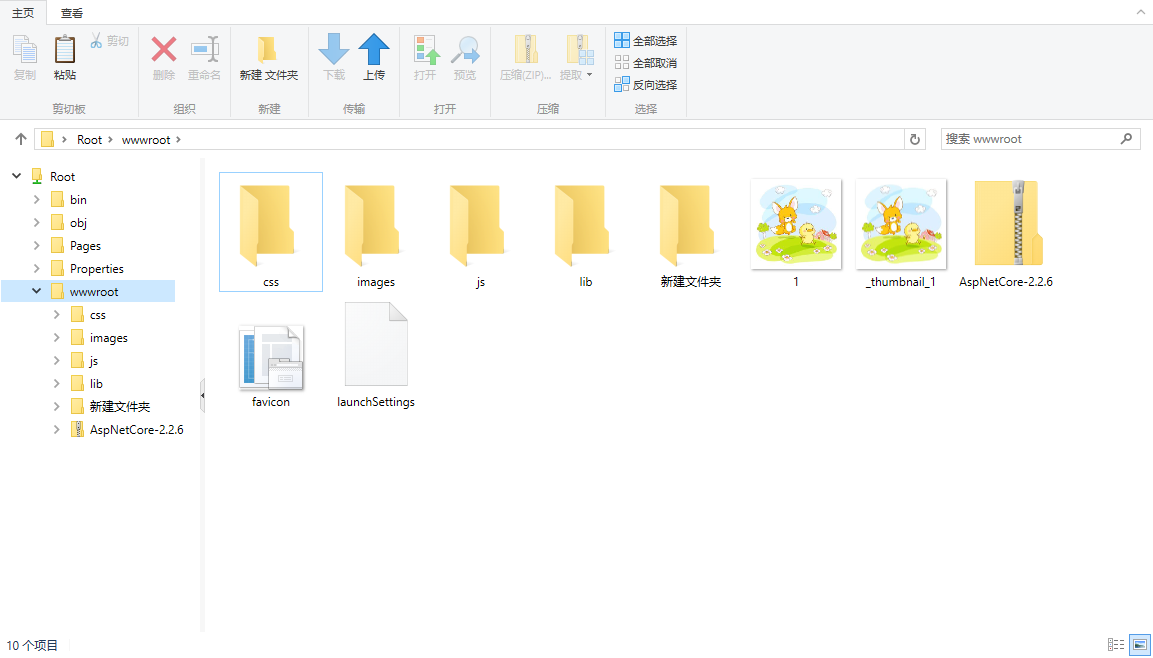 主页 查看
复制 粘贴 剪切
剪切板
删除 重命名
组织
新建 文件夹
新建
下载 上传
传输
打开 预览
打开
压缩(ZIP)... 提取
压缩
全部选择
全部取消
反向选择
选择
Root wwwroot
搜索 wwwroot
Root
bin
obj
Pages
Properties
wwwroot
css
images
js
lib
新建文件夹
AspNetCore-2.2.6
css images js lib 新建文件夹 1 _thumbnail_1 AspNetCore-2.2.6
favicon launchSettings
10 个项目